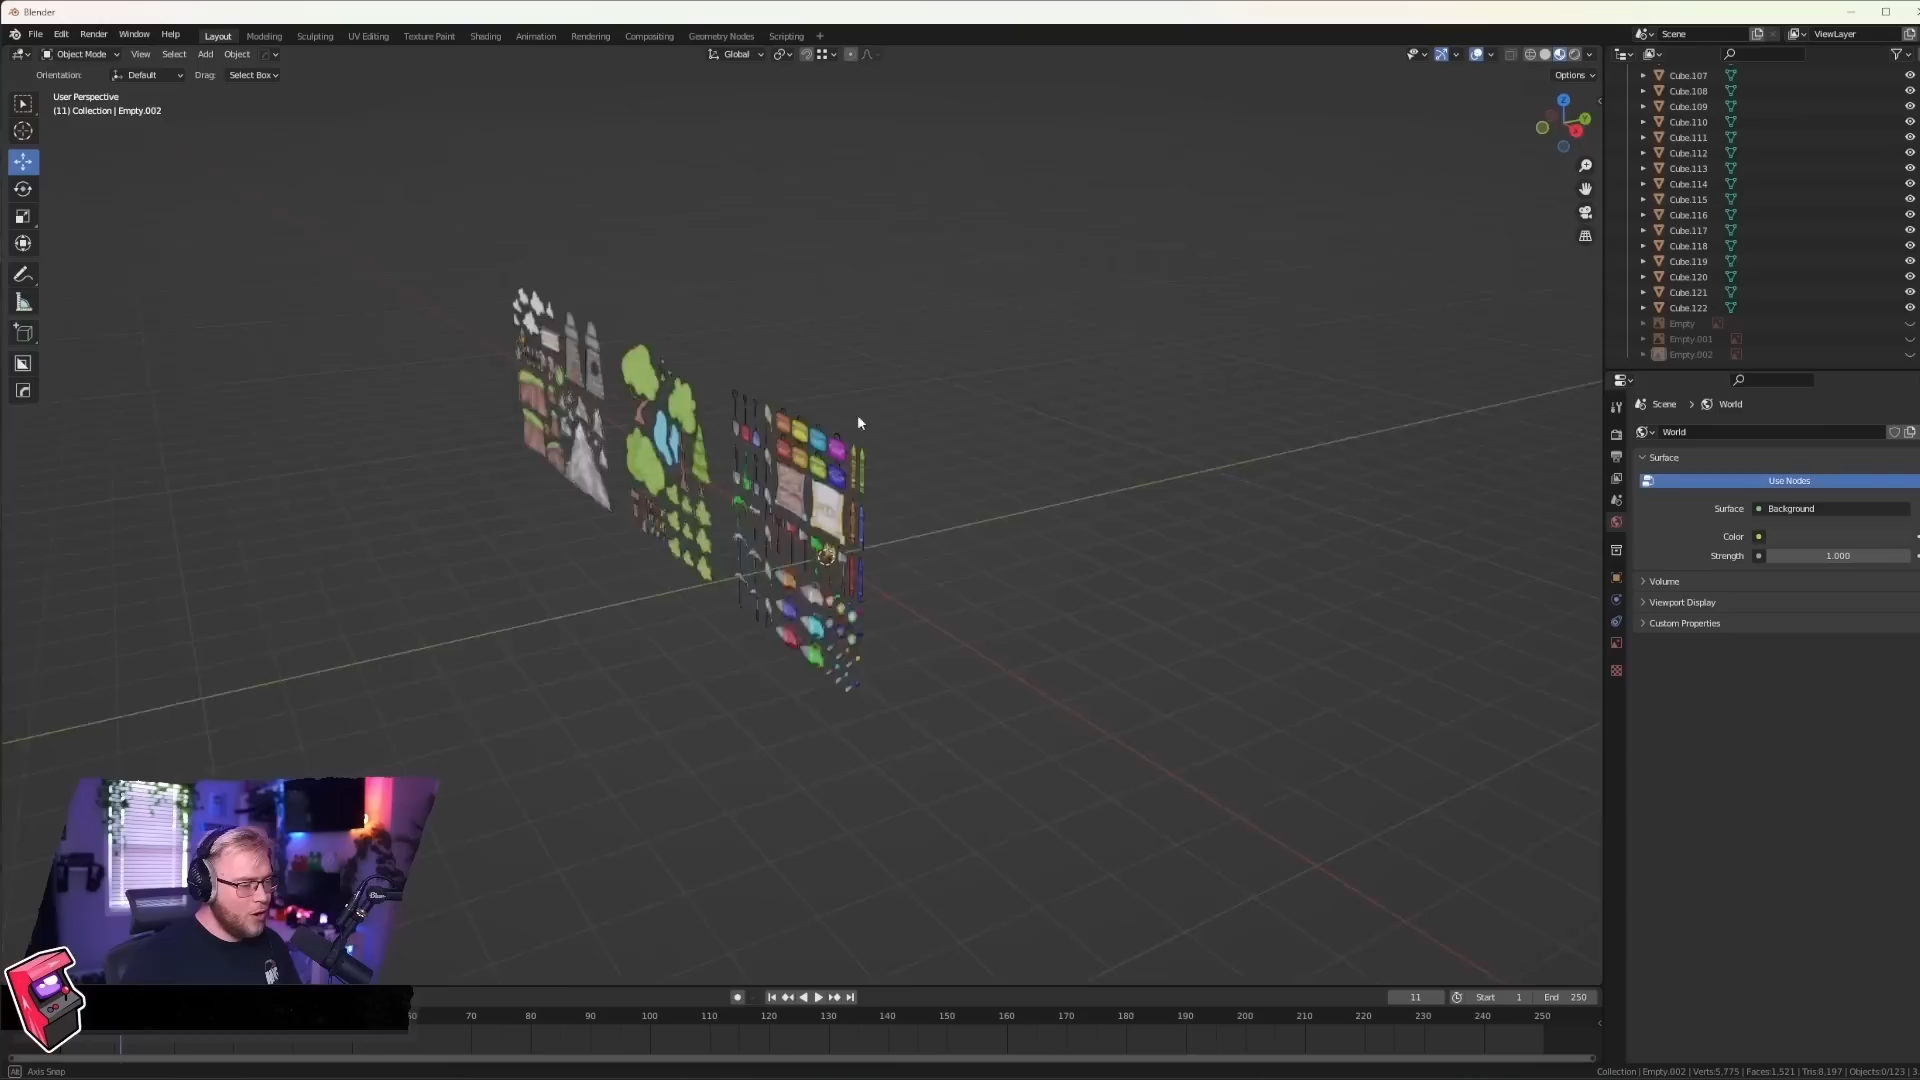 Blender
File Edit Render Window Help
Layout Modeling Sculpting UV Editing Texture Paint Shading Animation Rendering Compositing Geometry Nodes Scripting +
Scene
ViewLayer
Object Mode View Select Add Object
Global
Orientation: Default Drag: Select Box
Options
User Perspective
(11) Collection | Empty.002
Z
Y
X
Cube.107
Cube.108
Cube.109
Cube.110
Cube.111
Cube.112
Cube.113
Cube.114
Cube.115
Cube.116
Cube.117
Cube.118
Cube.119
Cube.120
Cube.121
Cube.122
Empty
Empty.001
Empty.002
Scene > World
World
Surface
Use Nodes
Surface Background
Color
Strength 1.000
Volume
Viewport Display
Custom Properties
11 Start 1 End 250
70 80 90 100 110 120 130 140 150 160 170 180 190 200 210 220 230 240 250
Alt Axis Snap
Collection | Empty.002 | Verts:5,775 | Faces:1,521 | Tris:8,197 | Objects:0/123 | 3.